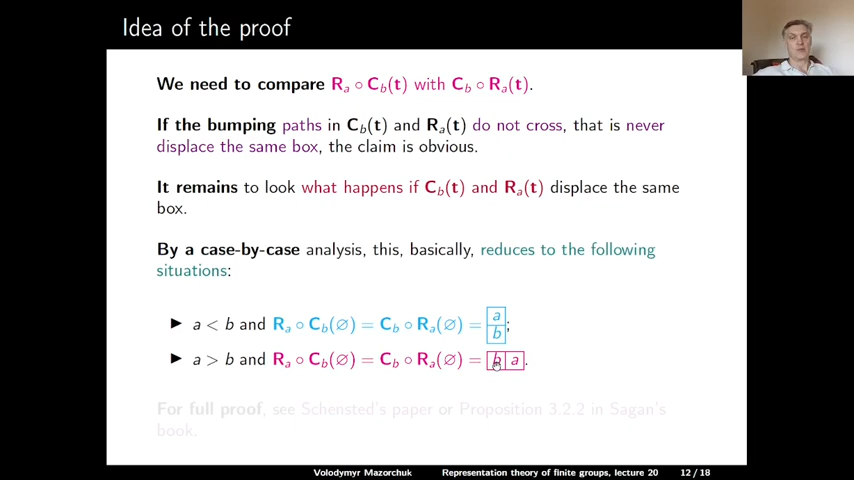 Idea of the proof
We need to compare R_a ∘ C_b(t) with C_b ∘ R_a(t).
If the bumping paths in C_b(t) and R_a(t) do not cross, that is never
displace the same box, the claim is obvious.
It remains to look what happens if C_b(t) and R_a(t) displace the same
box.
By a case-by-case analysis, this, basically, reduces to the following
situations:
▶ a < b and R_a ∘ C_b(∅) = C_b ∘ R_a(∅) = a b ;
▶ a > b and R_a ∘ C_b(∅) = C_b ∘ R_a(∅) = b a .
For full proof, see Schensted's paper or Proposition 3.2.2 in Sagan's
book.
Volodymyr Mazorchuk Representation theory of finite groups, lecture 20 12 / 18